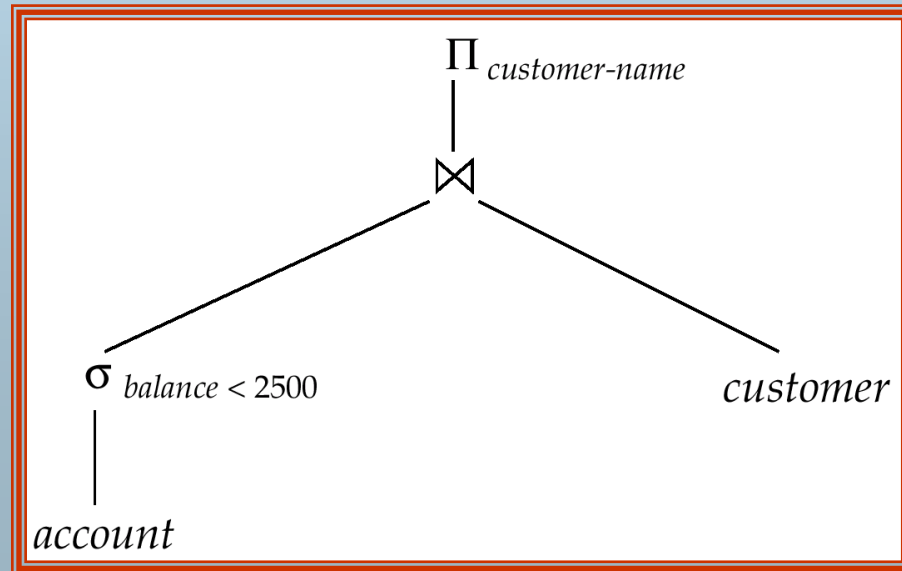 Π customer-name
⋈
σ balance < 2500
customer
account